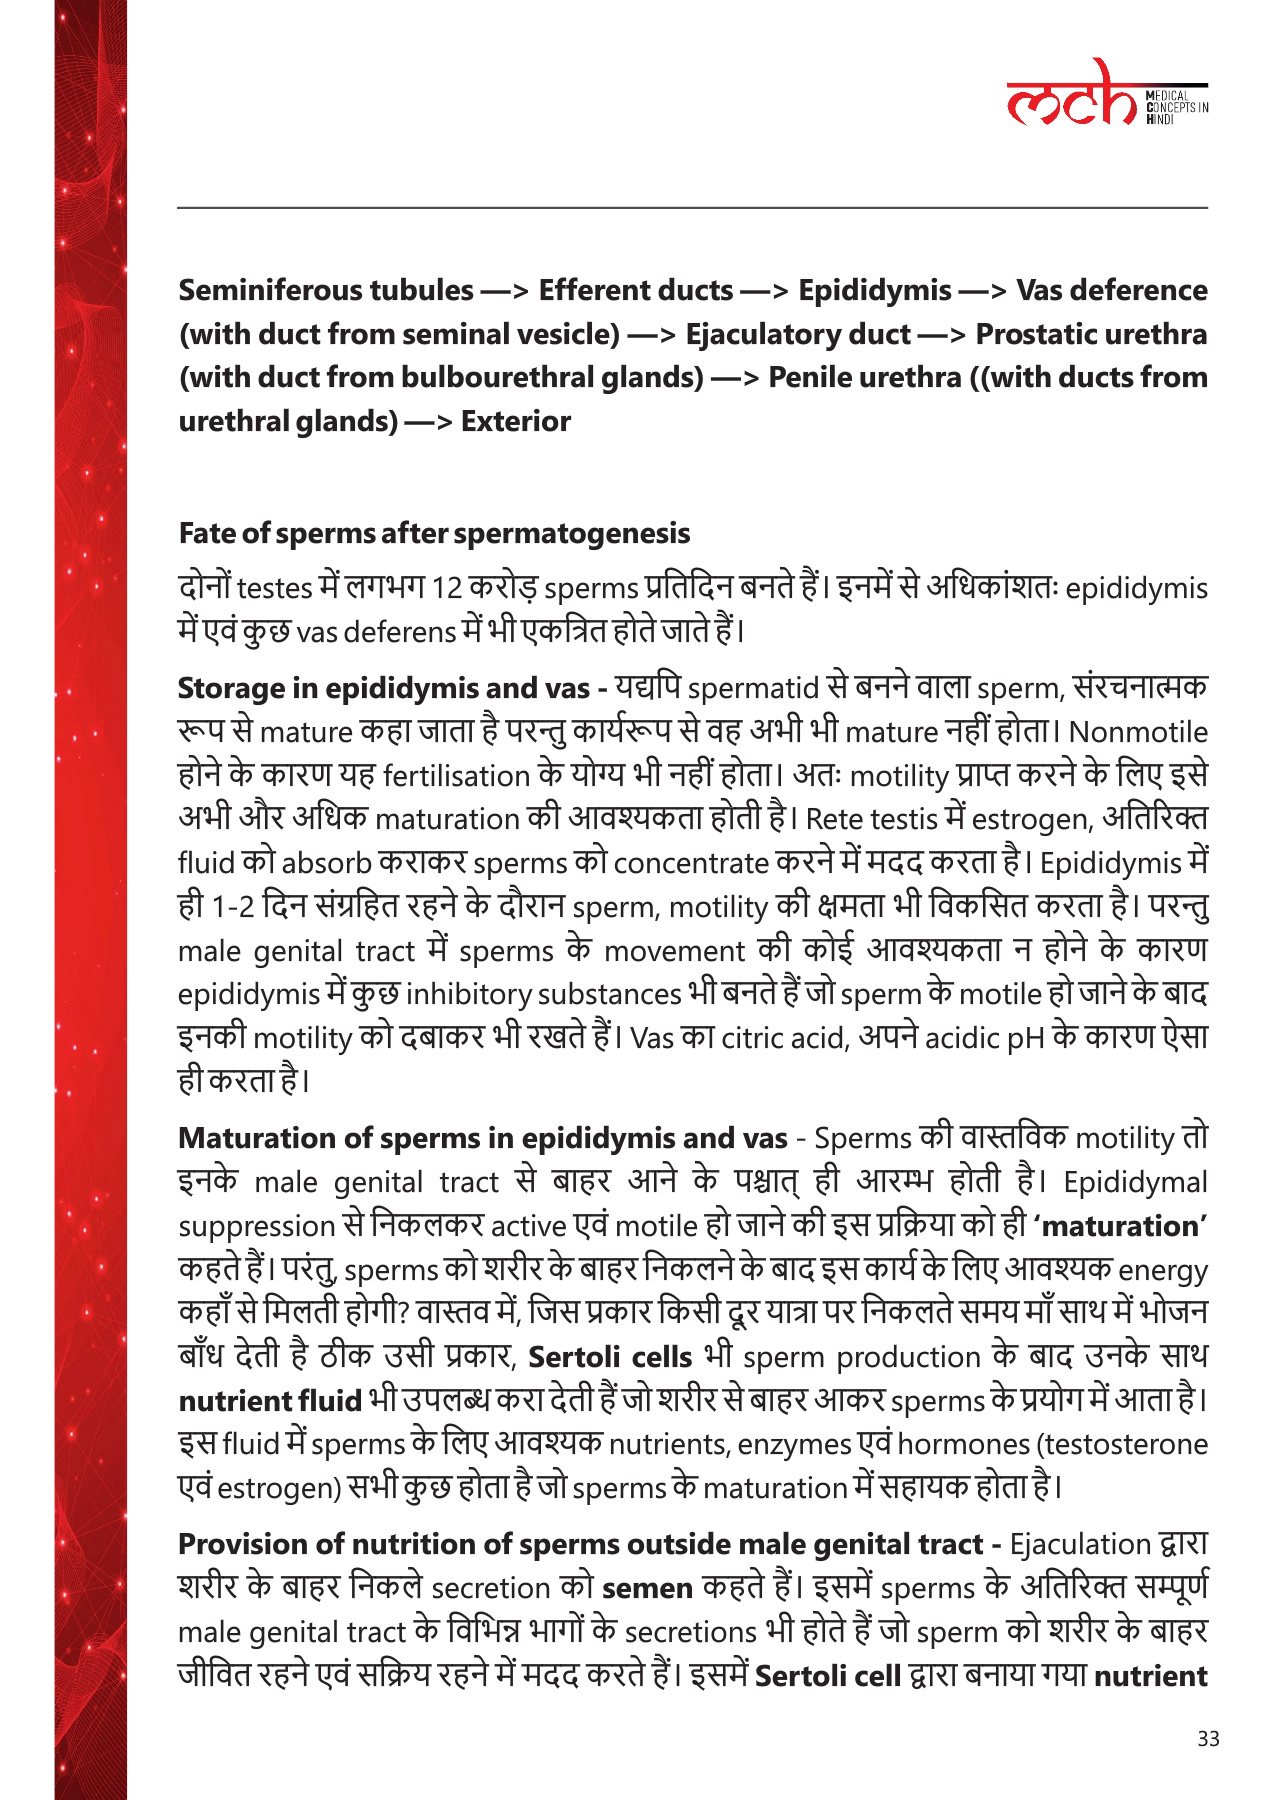 mch MEDICAL
CONCEPTS IN
HINDI
Seminiferous tubules —> Efferent ducts —> Epididymis —> Vas deference
(with duct from seminal vesicle) —> Ejaculatory duct —> Prostatic urethra
(with duct from bulbourethral glands) —> Penile urethra ((with ducts from
urethral glands) —> Exterior
Fate of sperms after spermatogenesis
दोनों testes में लगभग 12 करोड़ sperms प्रतिदिन बनते हैं। इनमें से अधिकांशतः epididymis
में एवं कुछ vas deferens में भी एकत्रित होते जाते हैं।
Storage in epididymis and vas - यद्यपि spermatid से बनने वाला sperm, संरचनात्मक
रूप से mature कहा जाता है परन्तु कार्यरूप से वह अभी भी mature नहीं होता। Nonmotile
होने के कारण यह fertilisation के योग्य भी नहीं होता। अतः motility प्राप्त करने के लिए इसे
अभी और अधिक maturation की आवश्यकता होती है। Rete testis में estrogen, अतिरिक्त
fluid को absorb कराकर sperms को concentrate करने में मदद करता है। Epididymis में
ही 1-2 दिन संग्रहित रहने के दौरान sperm, motility की क्षमता भी विकसित करता है। परन्तु
male genital tract में sperms के movement की कोई आवश्यकता न होने के कारण
epididymis में कुछ inhibitory substances भी बनते हैं जो sperm के motile हो जाने के बाद
इनकी motility को दबाकर भी रखते हैं। Vas का citric acid, अपने acidic pH के कारण ऐसा
ही करता है।
Maturation of sperms in epididymis and vas - Sperms की वास्तविक motility तो
इनके male genital tract से बाहर आने के पश्चात् ही आरम्भ होती है। Epididymal
suppression से निकलकर active एवं motile हो जाने की इस प्रक्रिया को ही ‘maturation’
कहते हैं। परंतु, sperms को शरीर के बाहर निकलने के बाद इस कार्य के लिए आवश्यक energy
कहाँ से मिलती होगी? वास्तव में, जिस प्रकार किसी दूर यात्रा पर निकलते समय माँ साथ में भोजन
बाँध देती है ठीक उसी प्रकार, Sertoli cells भी sperm production के बाद उनके साथ
nutrient fluid भी उपलब्ध करा देती हैं जो शरीर से बाहर आकर sperms के प्रयोग में आता है।
इस fluid में sperms के लिए आवश्यक nutrients, enzymes एवं hormones (testosterone
एवं estrogen) सभी कुछ होता है जो sperms के maturation में सहायक होता है।
Provision of nutrition of sperms outside male genital tract - Ejaculation द्वारा
शरीर के बाहर निकले secretion को semen कहते हैं। इसमें sperms के अतिरिक्त सम्पूर्ण
male genital tract के विभिन्न भागों के secretions भी होते हैं जो sperm को शरीर के बाहर
जीवित रहने एवं सक्रिय रहने में मदद करते हैं। इसमें Sertoli cell द्वारा बनाया गया nutrient
33